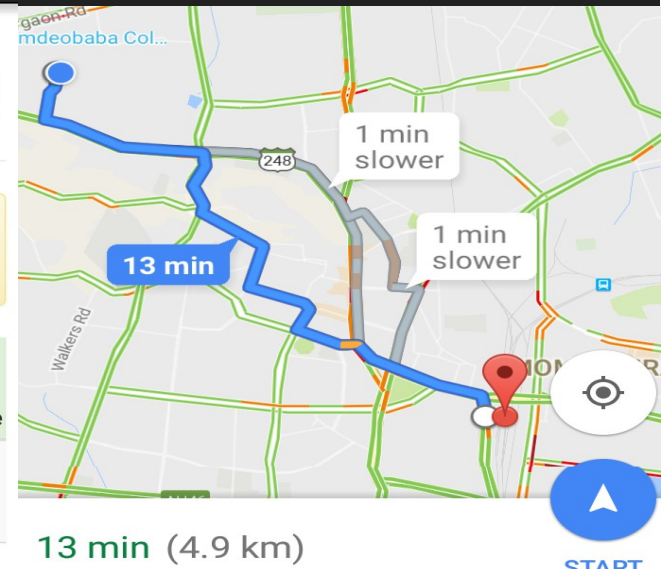 gaon Rd
mdeobaba Col...
248
1 min
slower
1 min
slower
13 min
Walkers Rd
MON
13 min (4.9 km)
START